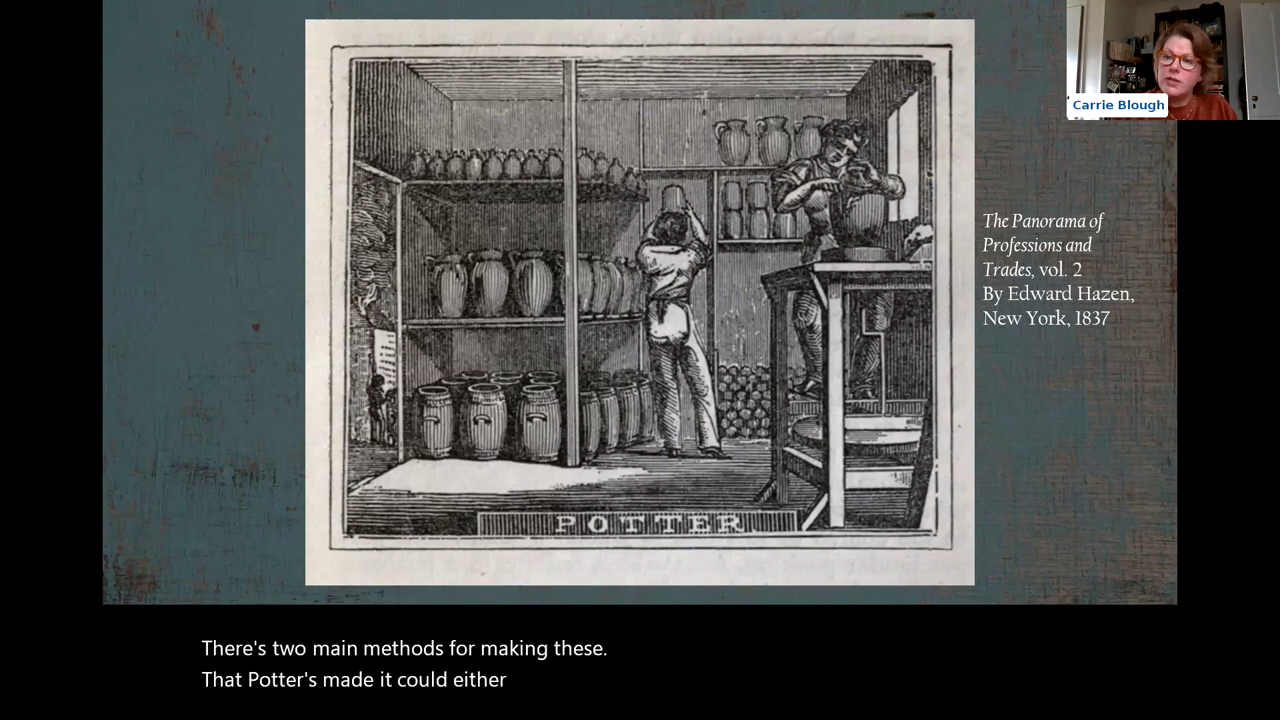 Carrie Blough
The Panorama of
Professions and
Trades, vol. 2
By Edward Hazen,
New York, 1837
POTTER
There's two main methods for making these.
That Potter's made it could either